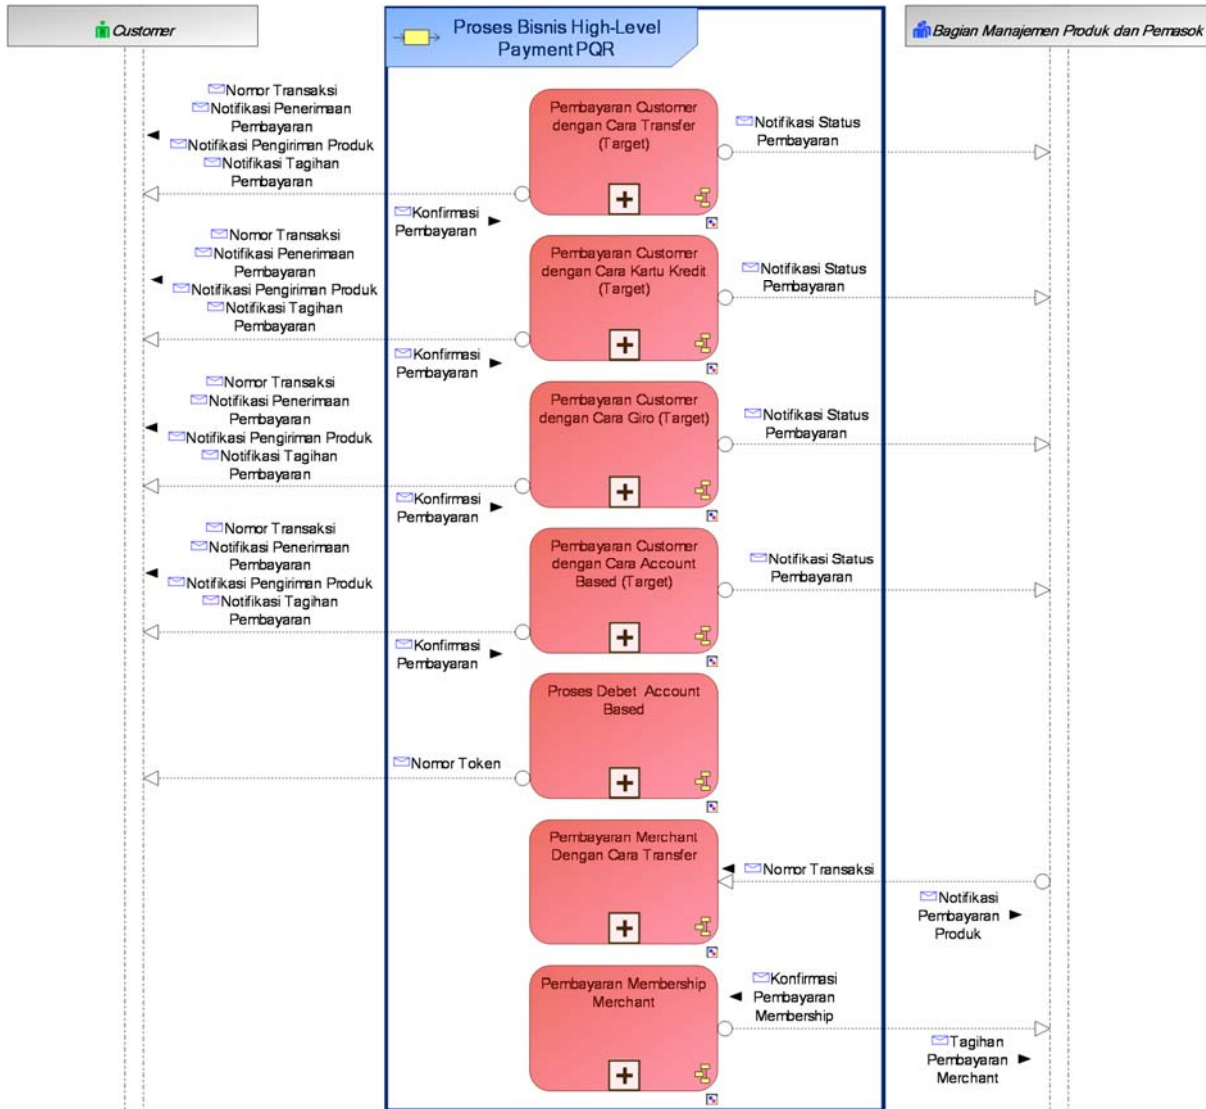 Customer
Proses Bisnis High-Level
Payment PQR
Bagian Manajemen Produk dan Pemasok
Nomor Transaksi
Notifikasi Penerimaan
Pembayaran
Notifikasi Pengiriman Produk
Notifikasi Tagihan
Pembayaran
Konfirmasi
Pembayaran
Pembayaran Customer
dengan Cara Transfer
(Target)
Notifikasi Status
Pembayaran
Nomor Transaksi
Notifikasi Penerimaan
Pembayaran
Notifikasi Pengiriman Produk
Notifikasi Tagihan
Pembayaran
Konfirmasi
Pembayaran
Pembayaran Customer
dengan Cara Kartu Kredit
(Target)
Notifikasi Status
Pembayaran
Nomor Transaksi
Notifikasi Penerimaan
Pembayaran
Notifikasi Pengiriman Produk
Notifikasi Tagihan
Pembayaran
Konfirmasi
Pembayaran
Pembayaran Customer
dengan Cara Giro (Target)
Notifikasi Status
Pembayaran
Nomor Transaksi
Notifikasi Penerimaan
Pembayaran
Notifikasi Pengiriman Produk
Notifikasi Tagihan
Pembayaran
Konfirmasi
Pembayaran
Pembayaran Customer
dengan Cara Account
Based (Target)
Notifikasi Status
Pembayaran
Proses Debet Account
Based
Nomor Token
Pembayaran Merchant
Dengan Cara Transfer
Nomor Transaksi
Notifikasi
Pembayaran
Produk
Pembayaran Membership
Merchant
Konfirmasi
Pembayaran
Membership
Tagihan
Pembayaran
Merchant